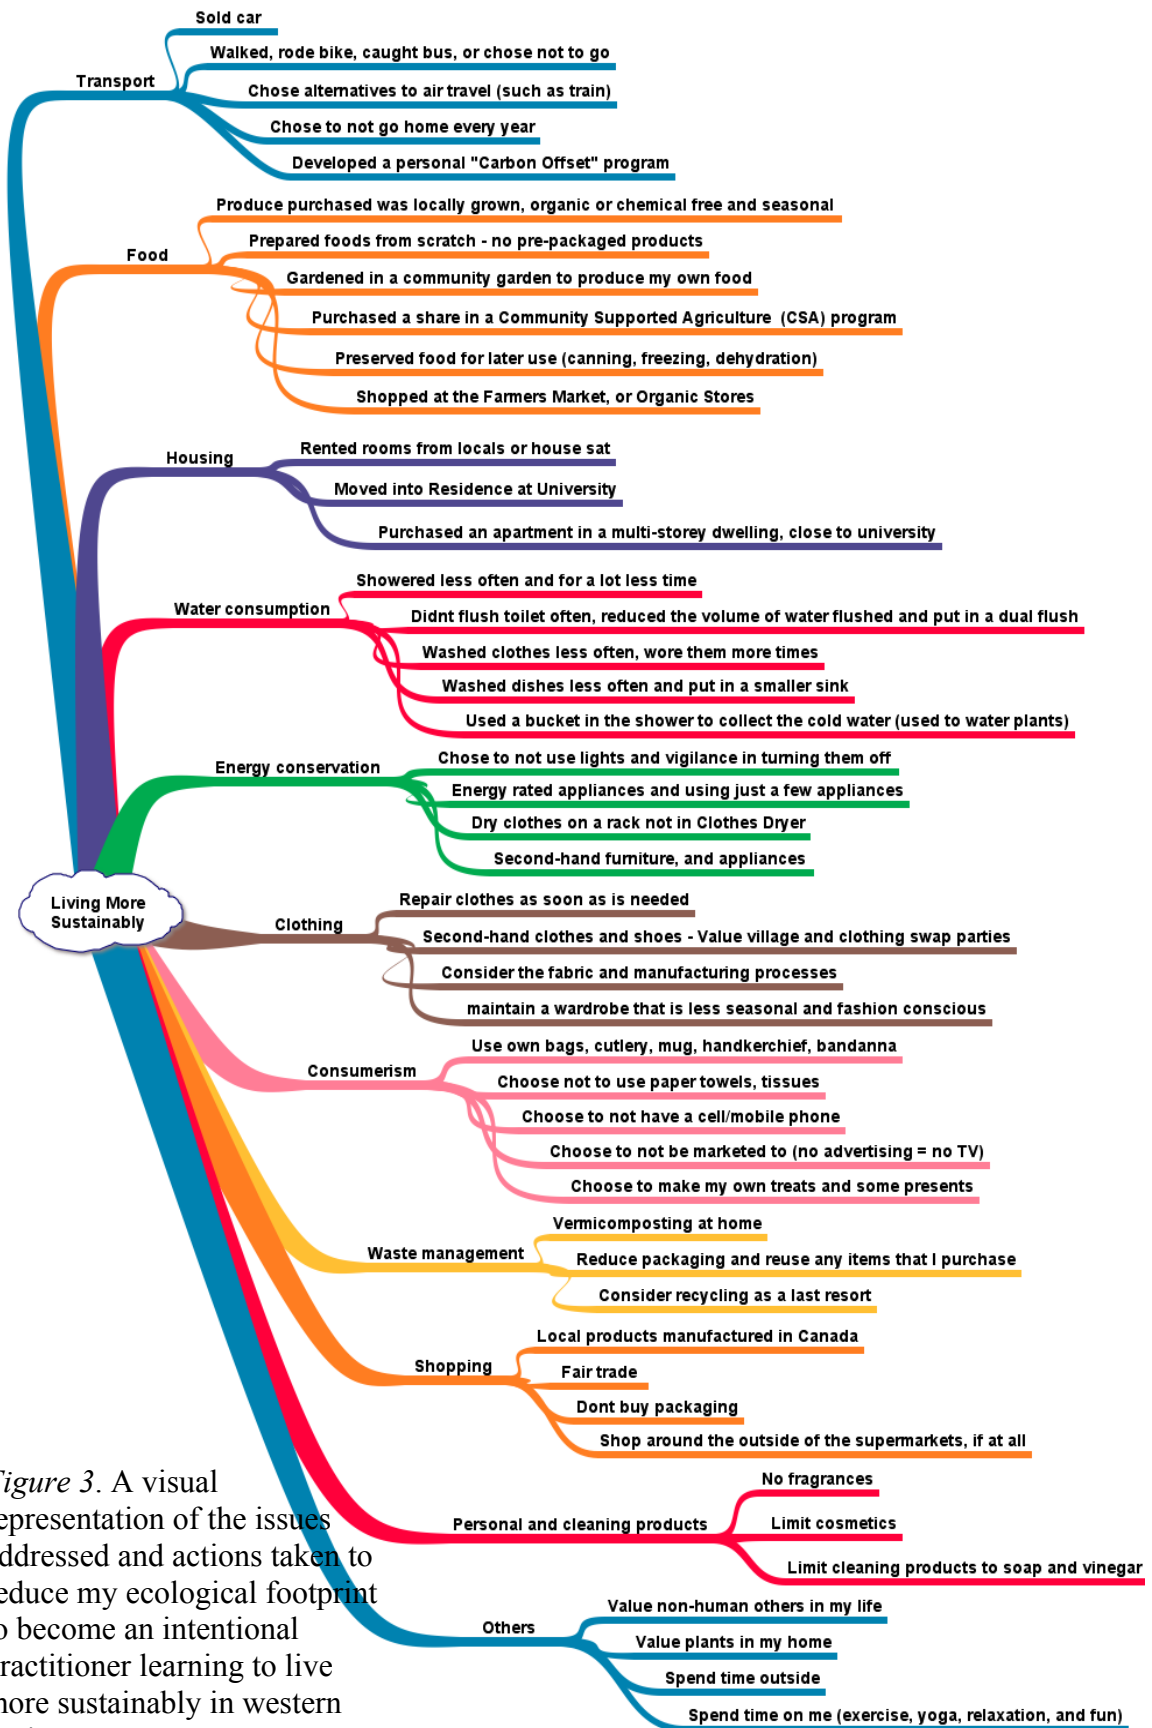 Sold car
Walked, rode bike, caught bus, or chose not to go
Transport
Chose alternatives to air travel (such as train)
Chose to not go home every year
Developed a personal "Carbon Offset" program
Produce purchased was locally grown, organic or chemical free and seasonal
Prepared foods from scratch - no pre-packaged products
Food
Gardened in a community garden to produce my own food
Purchased a share in a Community Supported Agriculture (CSA) program
Preserved food for later use (canning, freezing, dehydration)
Shopped at the Farmers Market, or Organic Stores
Rented rooms from locals or house sat
Housing
Moved into Residence at University
Purchased an apartment in a multi-storey dwelling, close to university
Showered less often and for a lot less time
Water consumption
Didnt flush toilet often, reduced the volume of water flushed and put in a dual flush
Washed clothes less often, wore them more times
Washed dishes less often and put in a smaller sink
Used a bucket in the shower to collect the cold water (used to water plants)
Chose to not use lights and vigilance in turning them off
Energy conservation
Energy rated appliances and using just a few appliances
Dry clothes on a rack not in Clothes Dryer
Second-hand furniture, and appliances
Living More
Sustainably
Repair clothes as soon as is needed
Clothing
Second-hand clothes and shoes - Value village and clothing swap parties
Consider the fabric and manufacturing processes
maintain a wardrobe that is less seasonal and fashion conscious
Use own bags, cutlery, mug, handkerchief, bandanna
Consumerism
Choose not to use paper towels, tissues
Choose to not have a cell/mobile phone
Choose to not be marketed to (no advertising = no TV)
Choose to make my own treats and some presents
Vermicomposting at home
Waste management
Reduce packaging and reuse any items that I purchase
Consider recycling as a last resort
Local products manufactured in Canada
Shopping
Fair trade
Dont buy packaging
Shop around the outside of the supermarkets, if at all
No fragrances
Personal and cleaning products
Limit cosmetics
Limit cleaning products to soap and vinegar
Value non-human others in my life
Others
Value plants in my home
Spend time outside
Spend time on me (exercise, yoga, relaxation, and fun)
igure 3. A visual
epresentation of the issues
ddressed and actions taken to
educe my ecological footprint
o become an intentional
ractitioner learning to live
ore sustainably in western